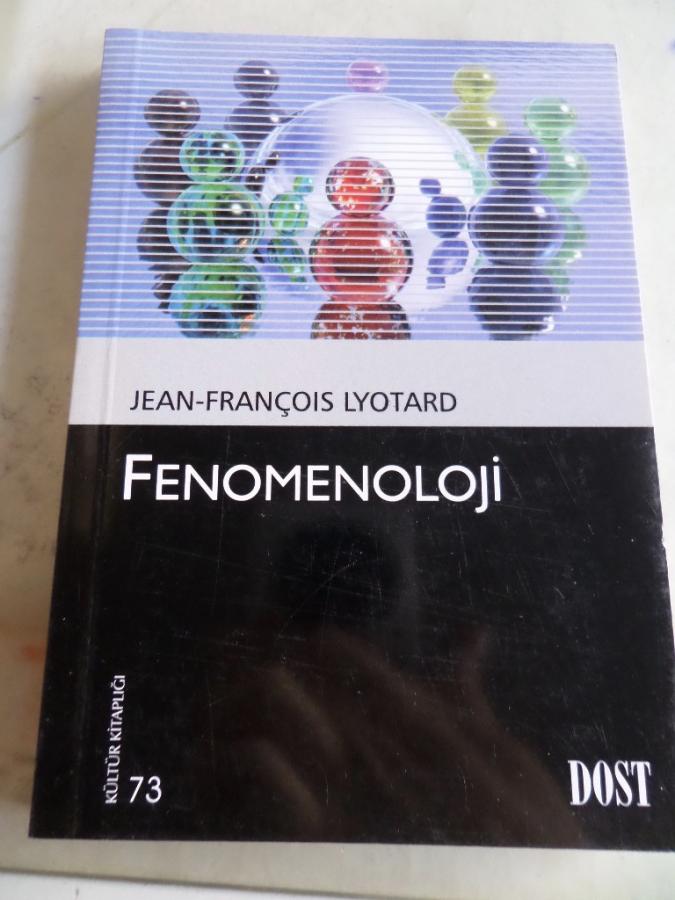 JEAN-FRANÇOIS LYOTARD
FENOMENOLOJi
KÜLTÜR KİTAPLIĞI 73
DOST